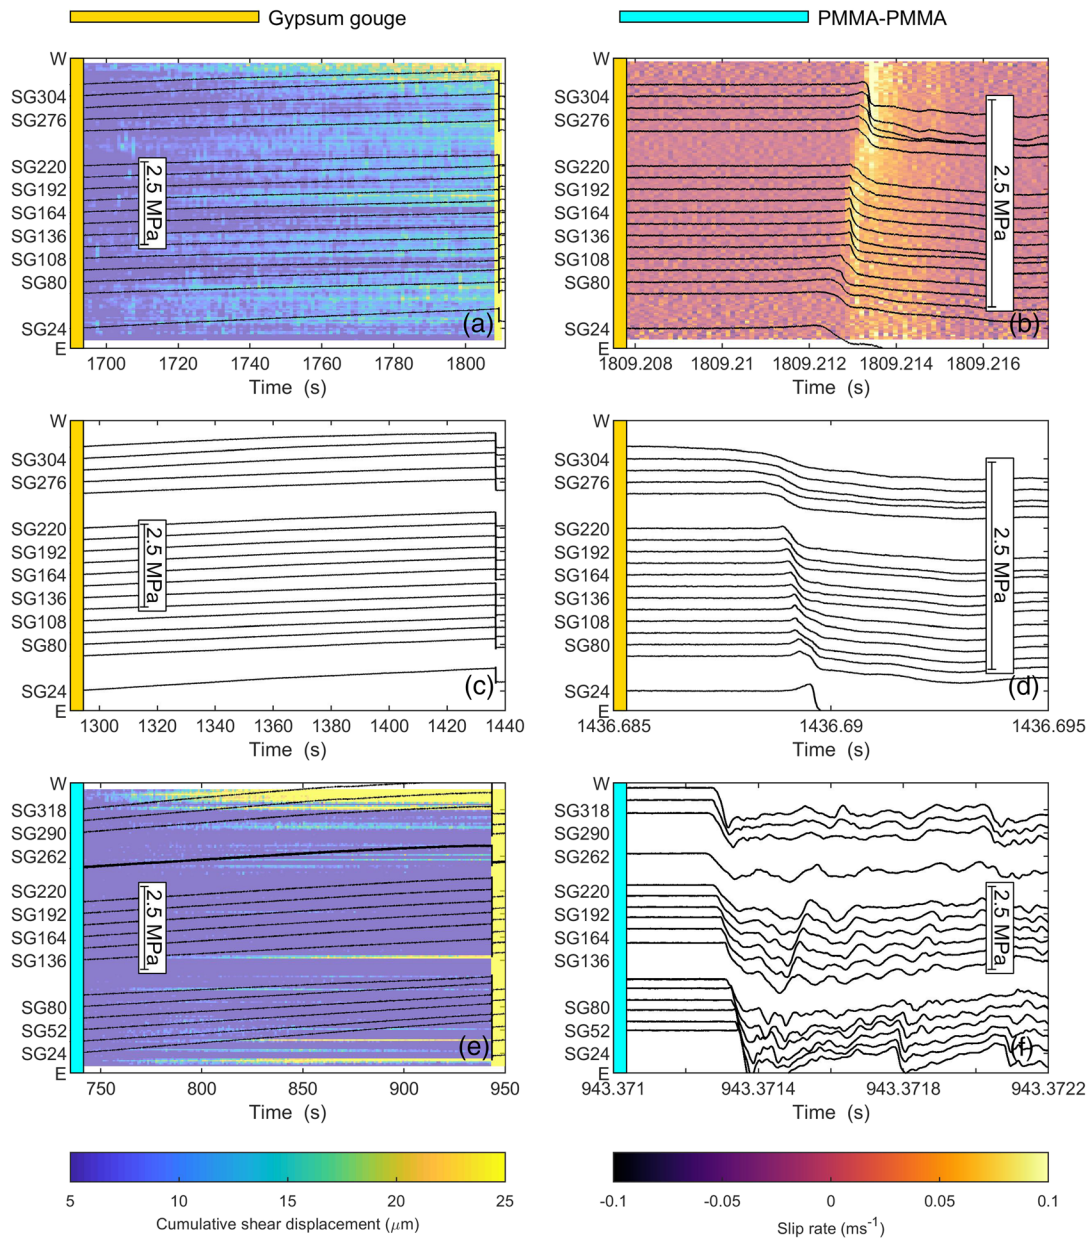 Gypsum gouge
PMMA-PMMA
W
SG304
SG276
SG220
SG192
SG164
SG136
SG108
SG80
SG24
E
2.5 MPa
(a)
1700 1720 1740 1760 1780 1800
Time (s)
W
SG304
SG276
SG220
SG192
SG164
SG136
SG108
SG80
SG24
E
2.5 MPa
(b)
1809.208 1809.21 1809.212 1809.214 1809.216
Time (s)
W
SG304
SG276
SG220
SG192
SG164
SG136
SG108
SG80
SG24
E
2.5 MPa
(c)
1300 1320 1340 1360 1380 1400 1420 1440
Time (s)
W
SG304
SG276
SG220
SG192
SG164
SG136
SG108
SG80
SG24
E
2.5 MPa
(d)
1436.685 1436.69 1436.695
Time (s)
W
SG318
SG290
SG262
SG220
SG192
SG164
SG136
SG80
SG52
SG24
E
2.5 MPa
(e)
750 800 850 900 950
Time (s)
W
SG318
SG290
SG262
SG220
SG192
SG164
SG136
SG80
SG52
SG24
E
2.5 MPa
(f)
943.371 943.3714 943.3718 943.3722
Time (s)
5 10 15 20 25
Cumulative shear displacement (μm)
-0.1 -0.05 0 0.05 0.1
Slip rate (ms⁻¹)